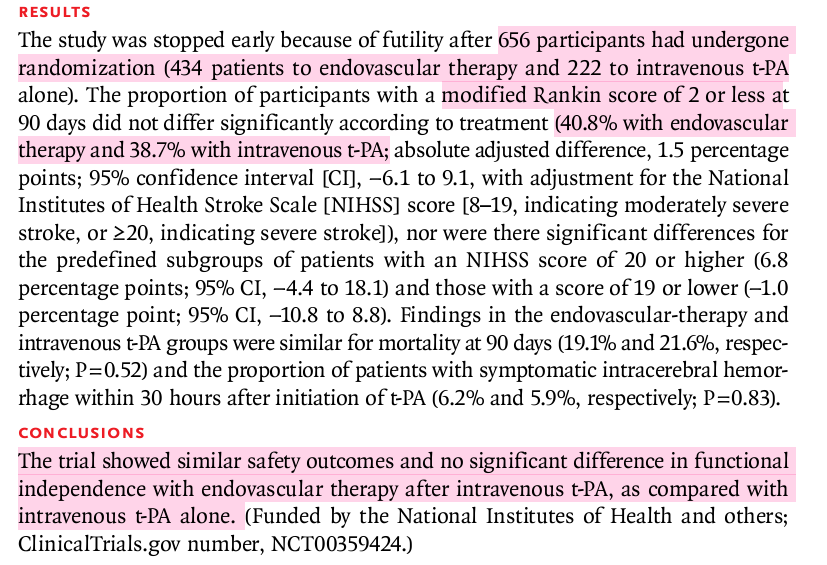 RESULTS
The study was stopped early because of futility after 656 participants had undergone
randomization (434 patients to endovascular therapy and 222 to intravenous t-PA
alone). The proportion of participants with a modified Rankin score of 2 or less at
90 days did not differ significantly according to treatment (40.8% with endovascular
therapy and 38.7% with intravenous t-PA; absolute adjusted difference, 1.5 percentage
points; 95% confidence interval [CI], −6.1 to 9.1, with adjustment for the National
Institutes of Health Stroke Scale [NIHSS] score [8–19, indicating moderately severe
stroke, or ≥20, indicating severe stroke]), nor were there significant differences for
the predefined subgroups of patients with an NIHSS score of 20 or higher (6.8
percentage points; 95% CI, −4.4 to 18.1) and those with a score of 19 or lower (−1.0
percentage point; 95% CI, −10.8 to 8.8). Findings in the endovascular-therapy and
intravenous t-PA groups were similar for mortality at 90 days (19.1% and 21.6%, respec-
tively; P=0.52) and the proportion of patients with symptomatic intracerebral hemor-
rhage within 30 hours after initiation of t-PA (6.2% and 5.9%, respectively; P=0.83).
CONCLUSIONS
The trial showed similar safety outcomes and no significant difference in functional
independence with endovascular therapy after intravenous t-PA, as compared with
intravenous t-PA alone. (Funded by the National Institutes of Health and others;
ClinicalTrials.gov number, NCT00359424.)